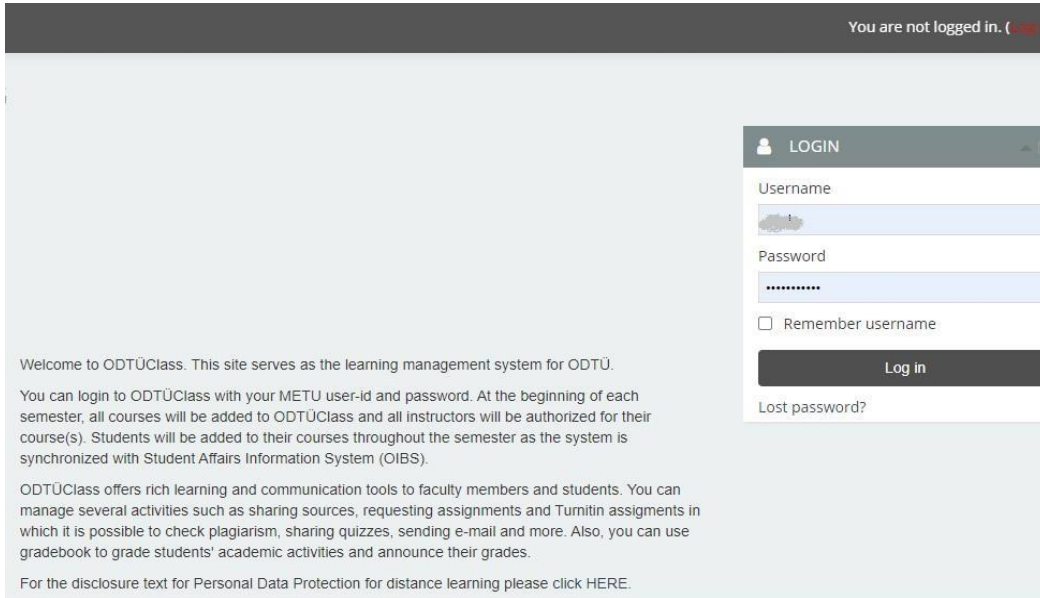 You are not logged in. (
LOGIN
Username
Password
Remember username
Log in
Lost password?
Welcome to ODTÜClass. This site serves as the learning management system for ODTÜ.
You can login to ODTÜClass with your METU user-id and password. At the beginning of each
semester, all courses will be added to ODTÜClass and all instructors will be authorized for their
course(s). Students will be added to their courses throughout the semester as the system is
synchronized with Student Affairs Information System (OIBS).
ODTÜClass offers rich learning and communication tools to faculty members and students. You can
manage several activities such as sharing sources, requesting assignments and Turnitin assigments in
which it is possible to check plagiarism, sharing quizzes, sending e-mail and more. Also, you can use
gradebook to grade students' academic activities and announce their grades.
For the disclosure text for Personal Data Protection for distance learning please click HERE.